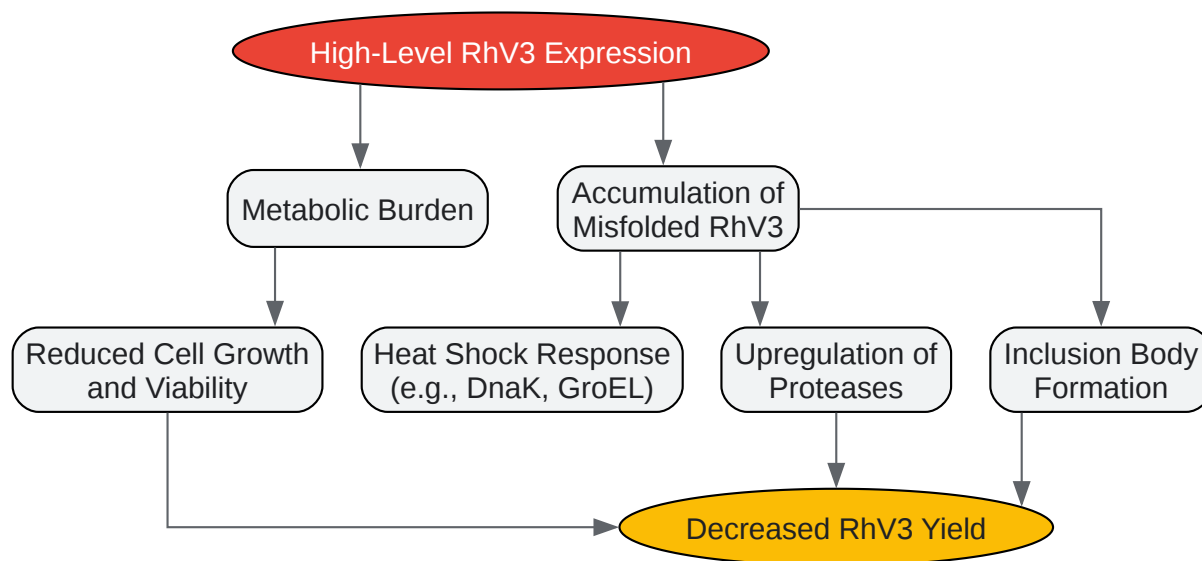 High-Level RhV3 Expression
Metabolic Burden
Accumulation of
Misfolded RhV3
Reduced Cell Growth
and Viability
Heat Shock Response
(e.g., DnaK, GroEL)
Upregulation of
Proteases
Inclusion Body
Formation
Decreased RhV3 Yield